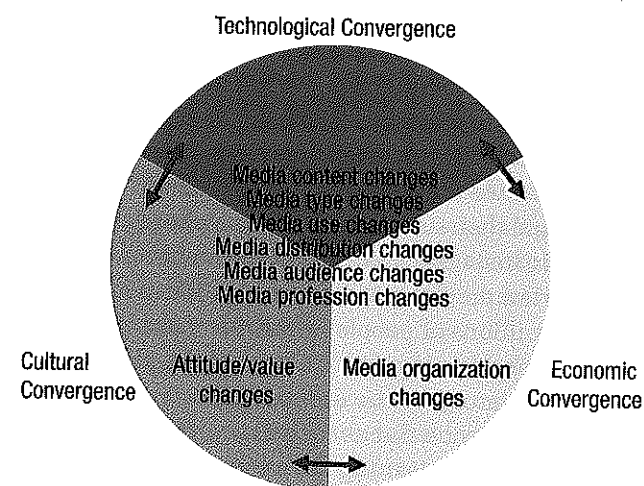 Technological Convergence
Media content changes
Media type changes
Media use changes
Media distribution changes
Media audience changes
Media profession changes
Cultural
Convergence
Attitude/value
changes
Media organization
changes
Economic
Convergence